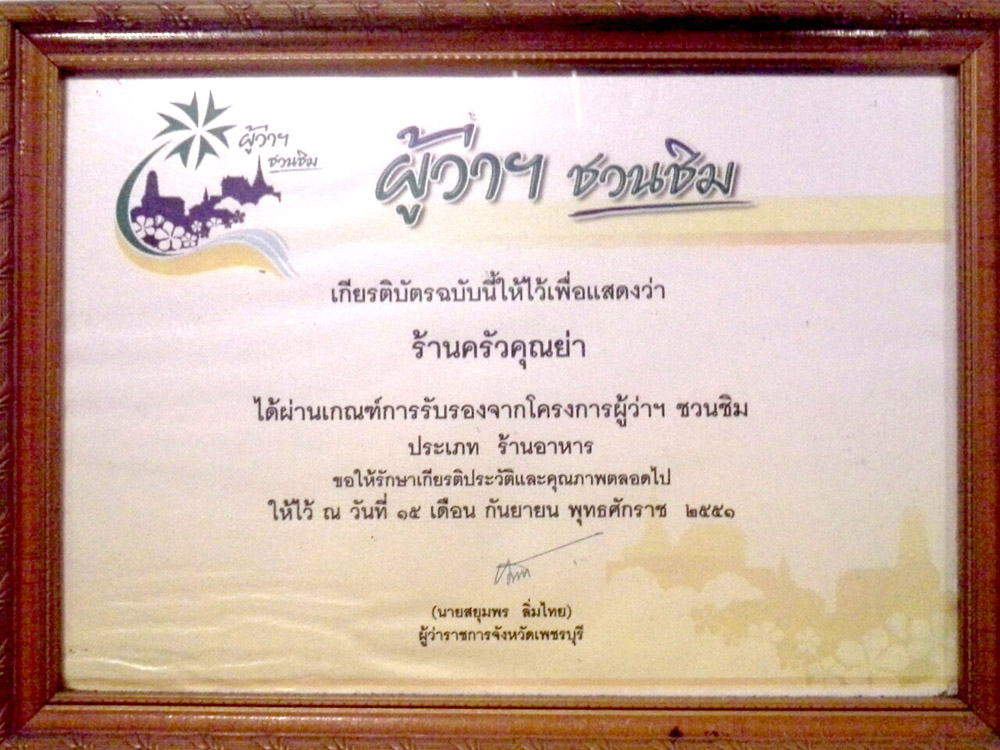 ผู้ว่าฯ
ชวนชิม
ผู้ว่าฯ ชวนชิม
เกียรติบัตรฉบับนี้ให้ไว้เพื่อแสดงว่า
ร้านครัวคุณย่า
ได้ผ่านเกณฑ์การรับรองจากโครงการผู้ว่าฯ ชวนชิม
ประเภท ร้านอาหาร
ขอให้รักษาเกียรติประวัติและคุณภาพตลอดไป
ให้ไว้ ณ วันที่ ๑๕ เดือน กันยายน พุทธศักราช ๒๕๕๑
(นายสยุมพร ลิ่มไทย)
ผู้ว่าราชการจังหวัดเพชรบุรี